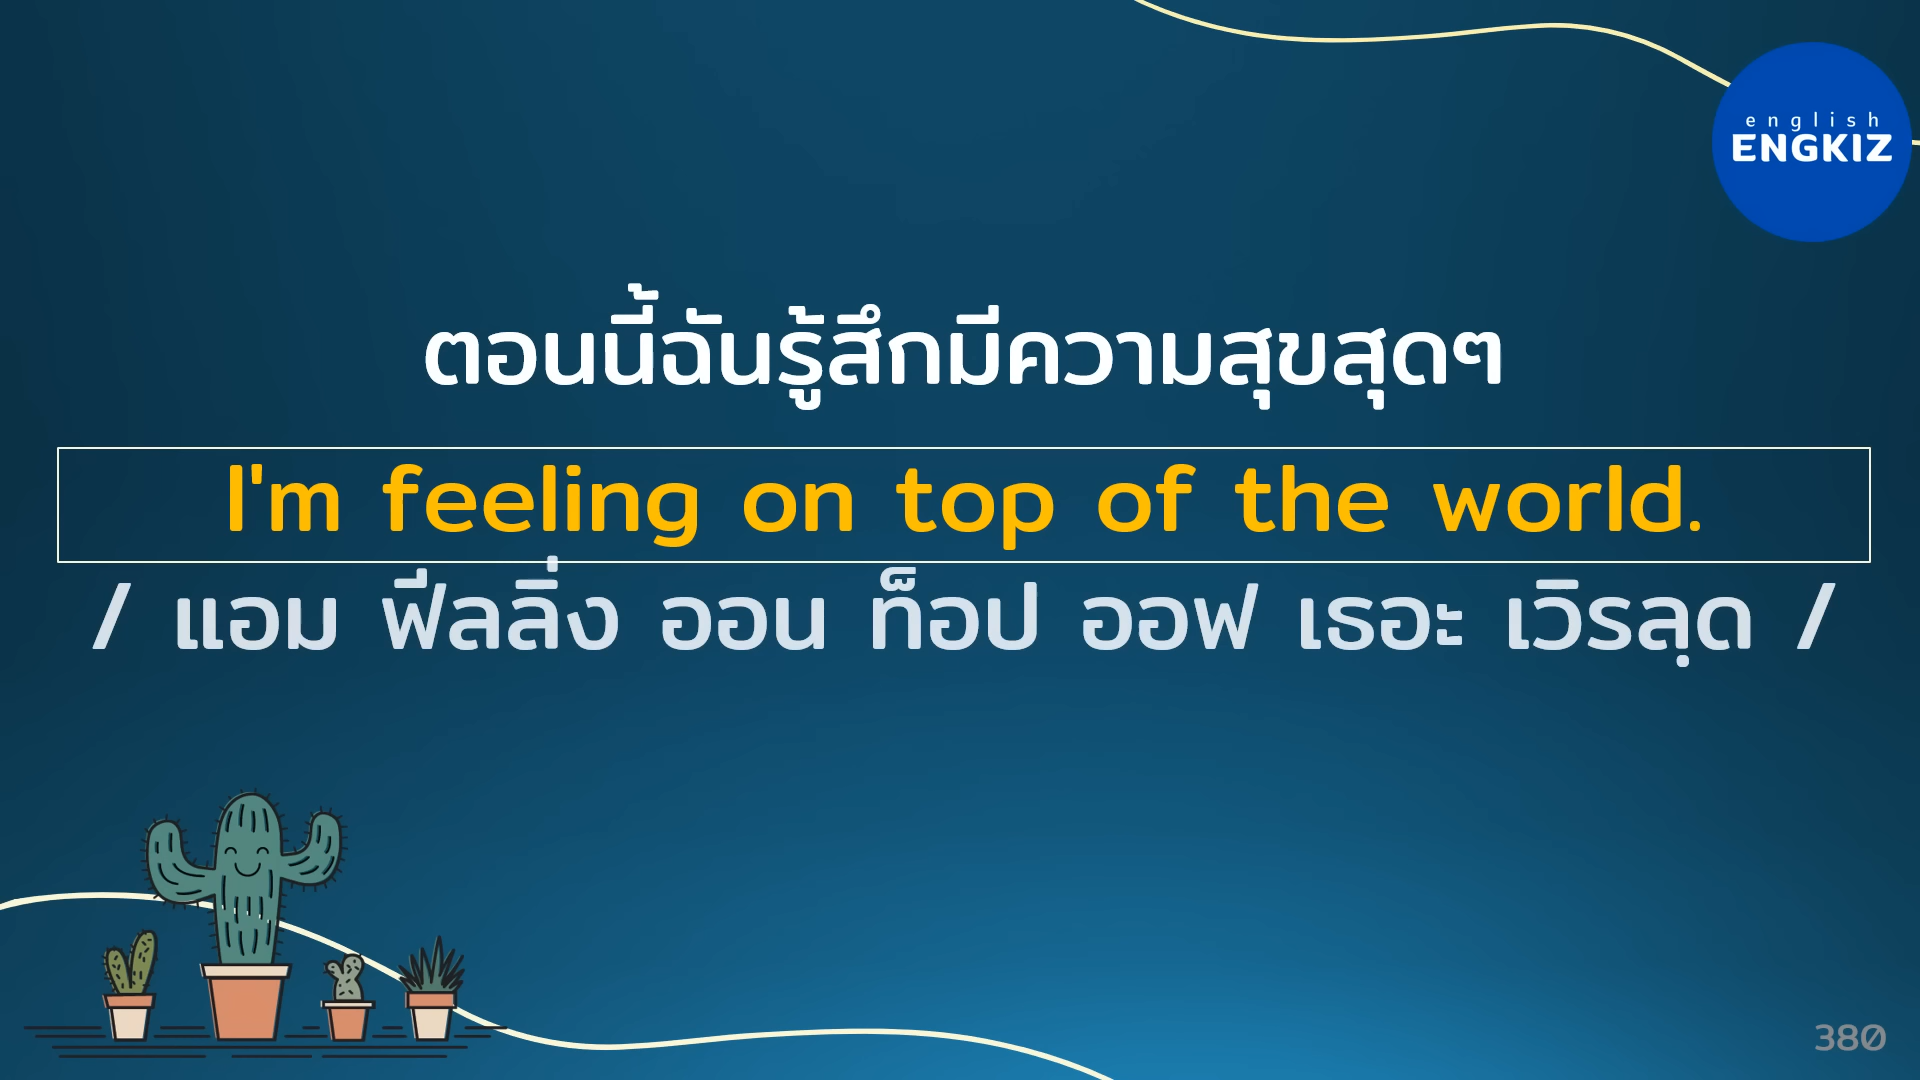 english
ENGKIZ
ตอนนี้ฉันรู้สึกมีความสุขสุดๆ
I'm feeling on top of the world.
/ แอม ฟีลลิ่ง ออน ท็อป ออฟ เธอะ เวิรลฺด /
380